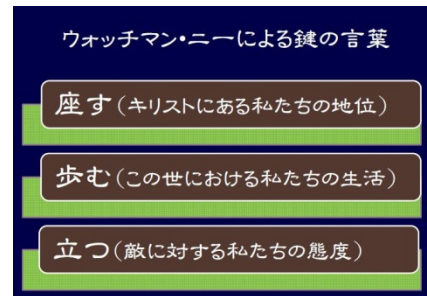 ウォッチマン・ニーによる鍵の言葉
座す(キリストにある私たちの地位)
歩む(この世における私たちの生活)
立つ(敵に対する私たちの態度)